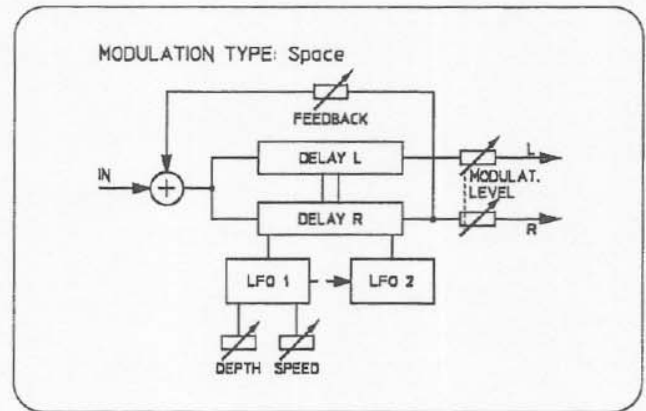 MODULATION TYPE: Space
FEEDBACK
DELAY L
L
IN
+
MODULAT.
LEVEL
DELAY R
R
LFO 1
LFO 2
DEPTH
SPEED